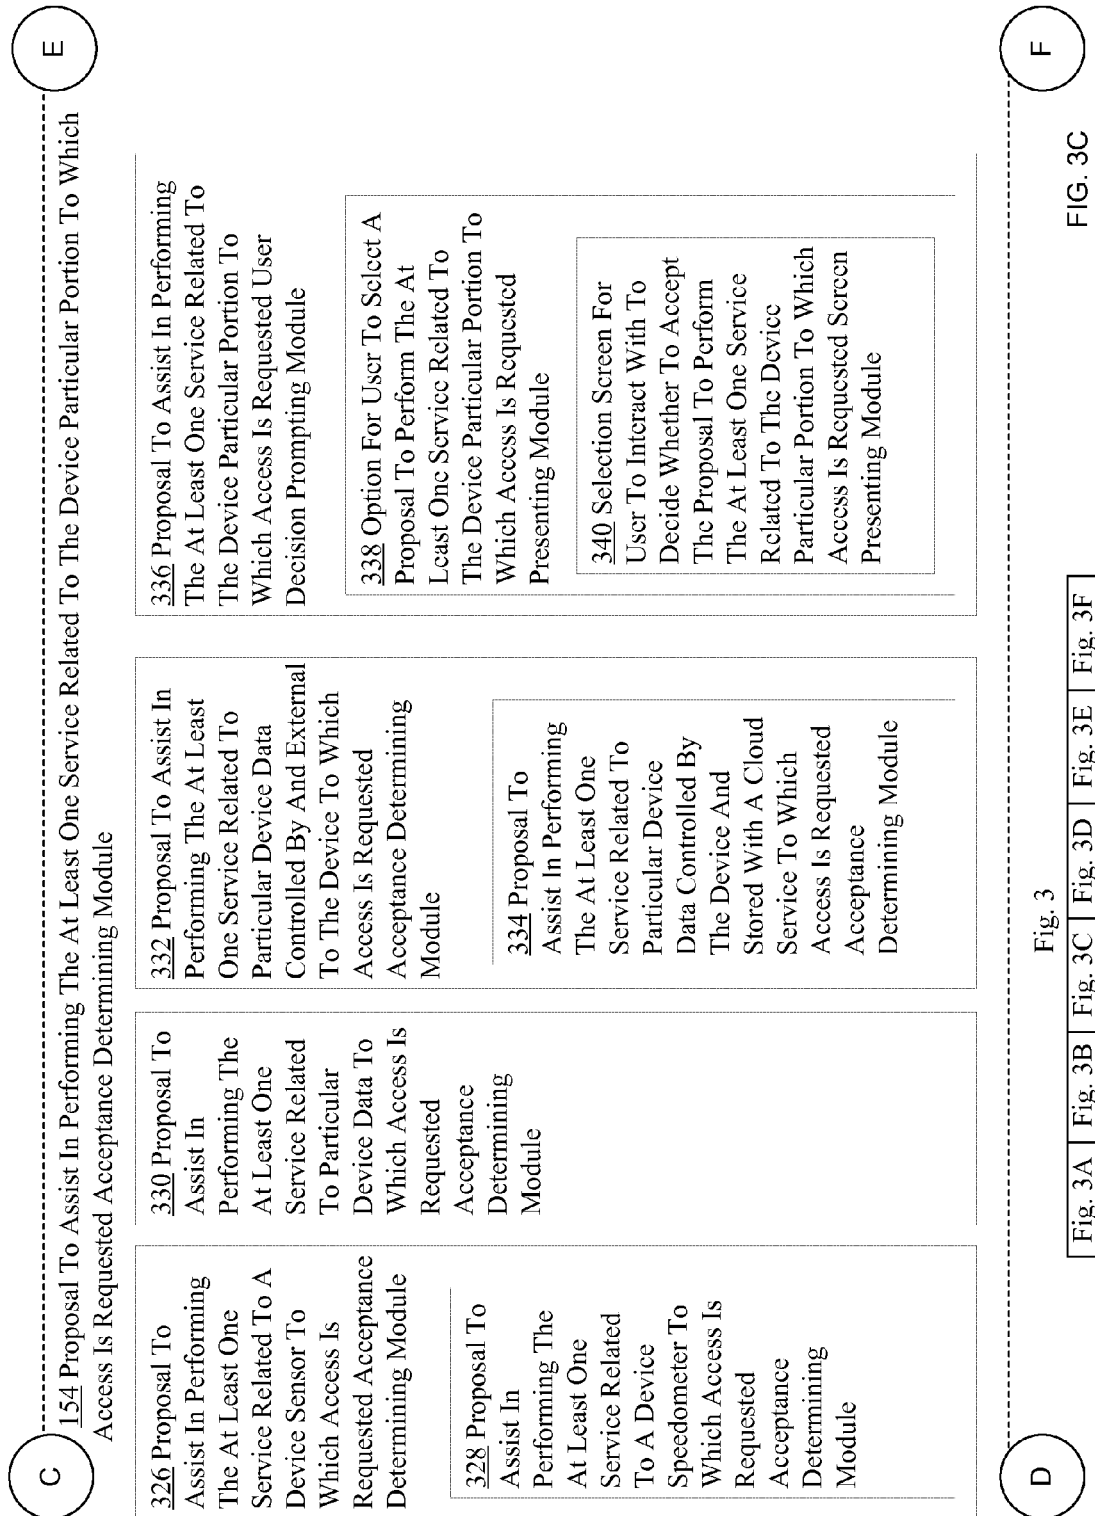 C
E
154 Proposal To Assist In Performing The At Least One Service Related To The Device Particular Portion To Which
Access Is Requested Acceptance Determining Module
326 Proposal To
Assist In Performing
The At Least One
Service Related To A
Device Sensor To
Which Access Is
Requested Acceptance
Determining Module
328 Proposal To
Assist In
Performing The
At Least One
Service Related
To A Device
Speedometer To
Which Access Is
Requested
Acceptance
Determining
Module
330 Proposal To
Assist In
Performing The
At Least One
Service Related
To Particular
Device Data To
Which Access Is
Requested
Acceptance
Determining
Module
332 Proposal To Assist In
Performing The At Least
One Service Related To
Particular Device Data
Controlled By And External
To The Device To Which
Access Is Requested
Acceptance Determining
Module
334 Proposal To
Assist In Performing
The At Least One
Service Related To
Particular Device
Data Controlled By
The Device And
Stored With A Cloud
Service To Which
Access Is Requested
Acceptance
Determining Module
336 Proposal To Assist In Performing
The At Least One Service Related To
The Device Particular Portion To
Which Access Is Requested User
Decision Prompting Module
338 Option For User To Select A
Proposal To Perform The At
Least One Service Related To
The Device Particular Portion To
Which Access Is Requested
Presenting Module
340 Selection Screen For
User To Interact With To
Decide Whether To Accept
The Proposal To Perform
The At Least One Service
Related To The Device
Particular Portion To Which
Access Is Requested Screen
Presenting Module
D
F
Fig. 3
Fig. 3A Fig. 3B Fig. 3C Fig. 3D Fig. 3E Fig. 3F
FIG. 3C